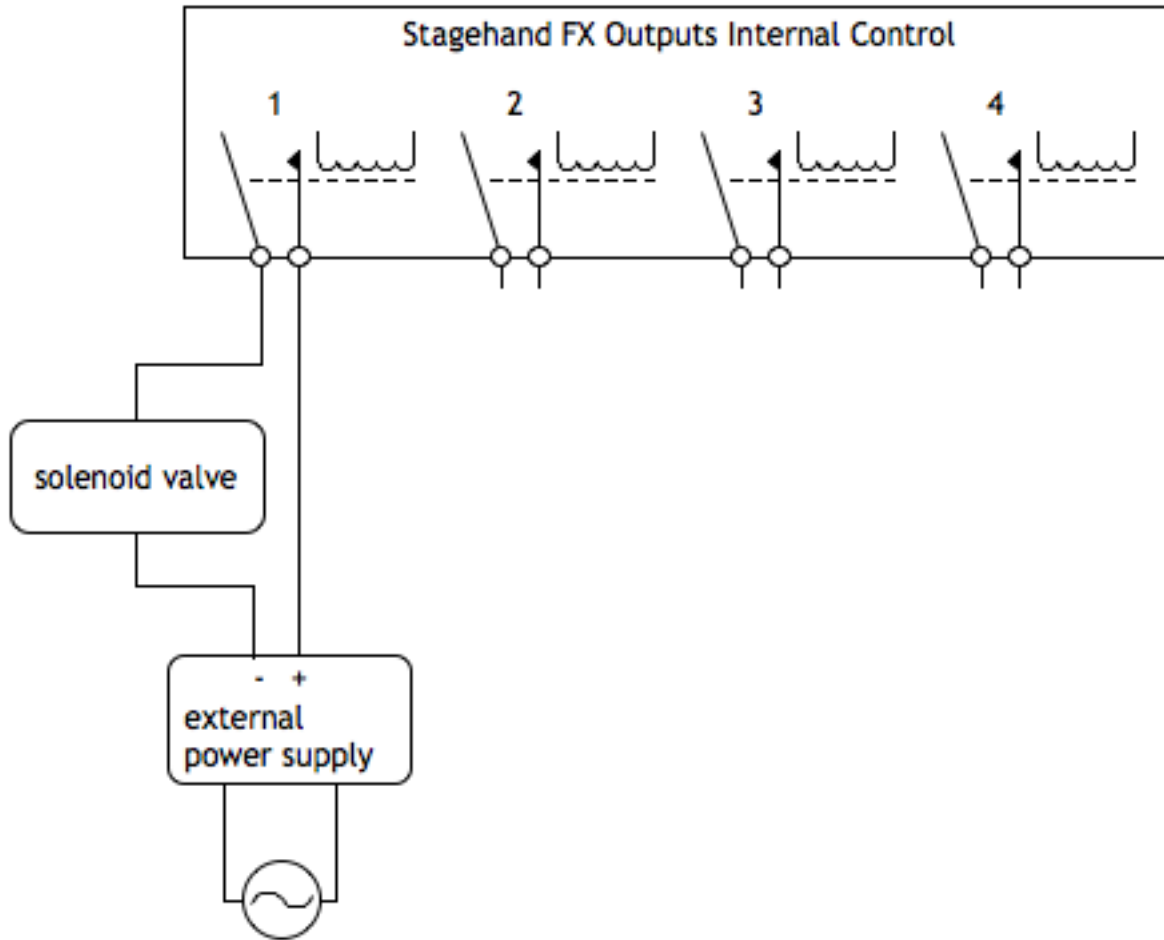 Stagehand FX Outputs Internal Control
1 2 3 4
solenoid valve
- +
external
power supply